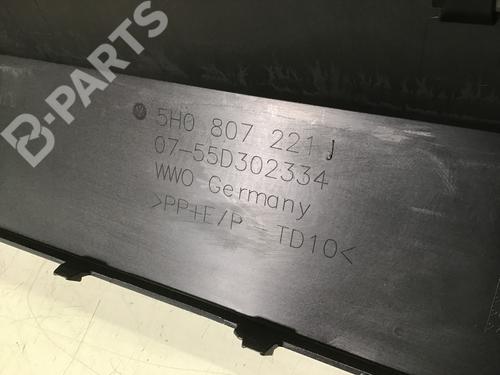 B-PARTS
5H0 807 221 J
07-55D302334
WWO Germany
>PP+E/P - TD10<